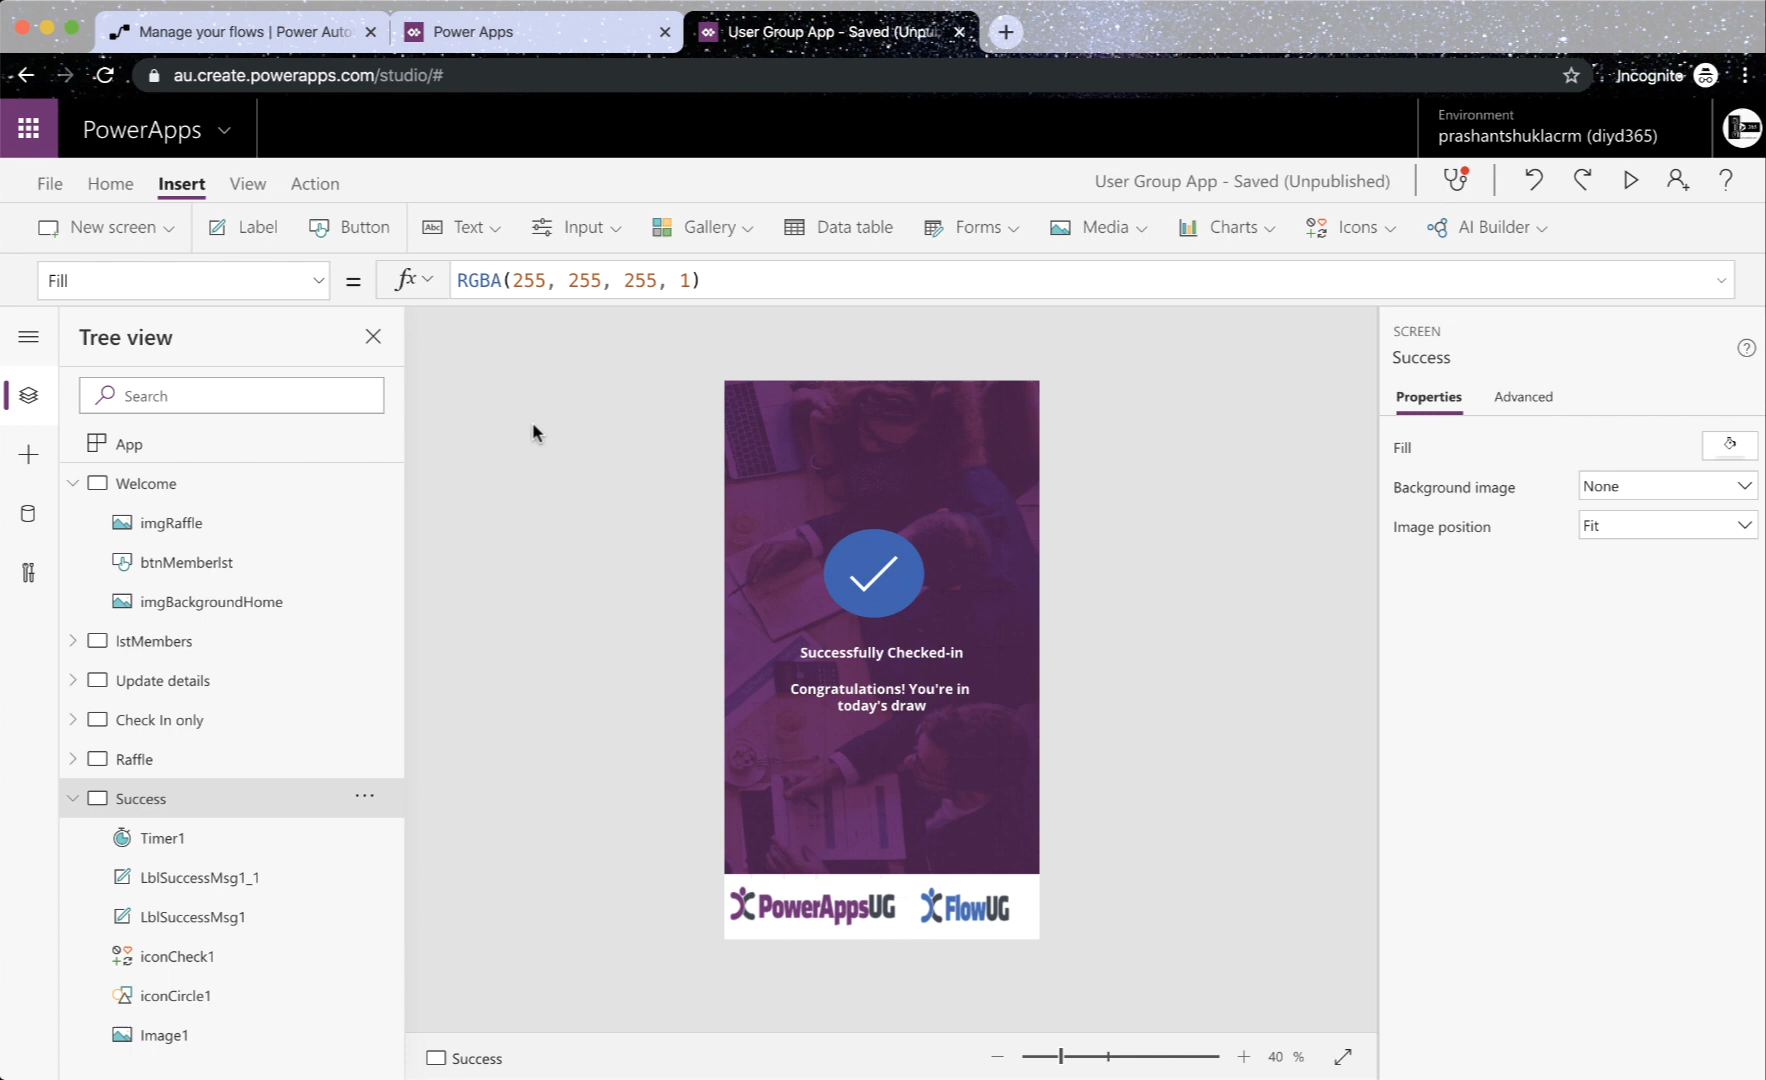 Manage your flows | Power Auto
Power Apps
User Group App - Saved (Unpu
au.create.powerapps.com/studio/#
Incognito
PowerApps
Environment
prashantshuklacrm (diyd365)
File
Home
Insert
View
Action
User Group App - Saved (Unpublished)
New screen
Label
Button
Abc
Text
Input
Gallery
Data table
Forms
Media
Charts
Icons
AI Builder
Fill
=
fx
RGBA(255, 255, 255, 1)
Tree view
Search
App
Welcome
imgRaffle
btnMemberlst
imgBackgroundHome
lstMembers
Update details
Check In only
Raffle
Success
Timer1
LblSuccessMsg1_1
LblSuccessMsg1
iconCheck1
iconCircle1
Image1
Successfully Checked-in
Congratulations! You're in
today's draw
PowerAppsUG
FlowUG
Success
40 %
SCREEN
Success
Properties
Advanced
Fill
Background image
None
Image position
Fit